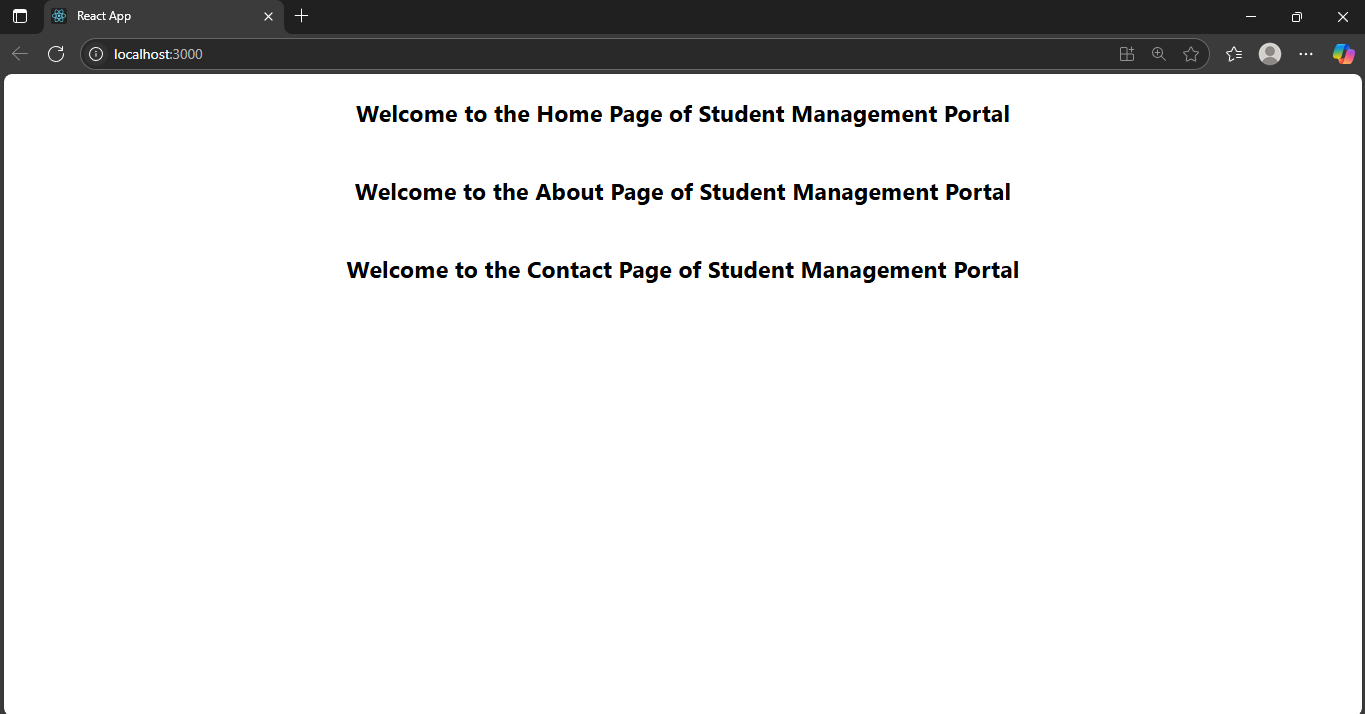 React App
localhost:3000
Welcome to the Home Page of Student Management Portal
Welcome to the About Page of Student Management Portal
Welcome to the Contact Page of Student Management Portal